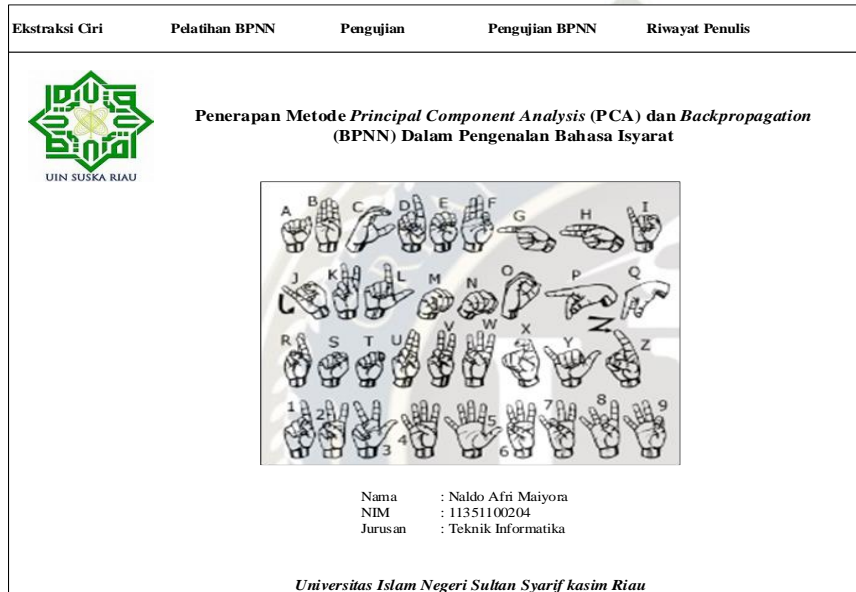 Ekstraksi Ciri Pelatihan BPNN Pengujian Pengujian BPNN Riwayat Penulis
Penerapan Metode Principal Component Analysis (PCA) dan Backpropagation
(BPNN) Dalam Pengenalan Bahasa Isyarat
UIN SUSKA RIAU
A B C D E F G H I
J K L M N O P Q
R S T U V W X Y Z
1 2 3 4 5 6 7 8 9
Nama : Naldo Afri Maiyora
NIM : 11351100204
Jurusan : Teknik Informatika
Universitas Islam Negeri Sultan Syarif kasim Riau